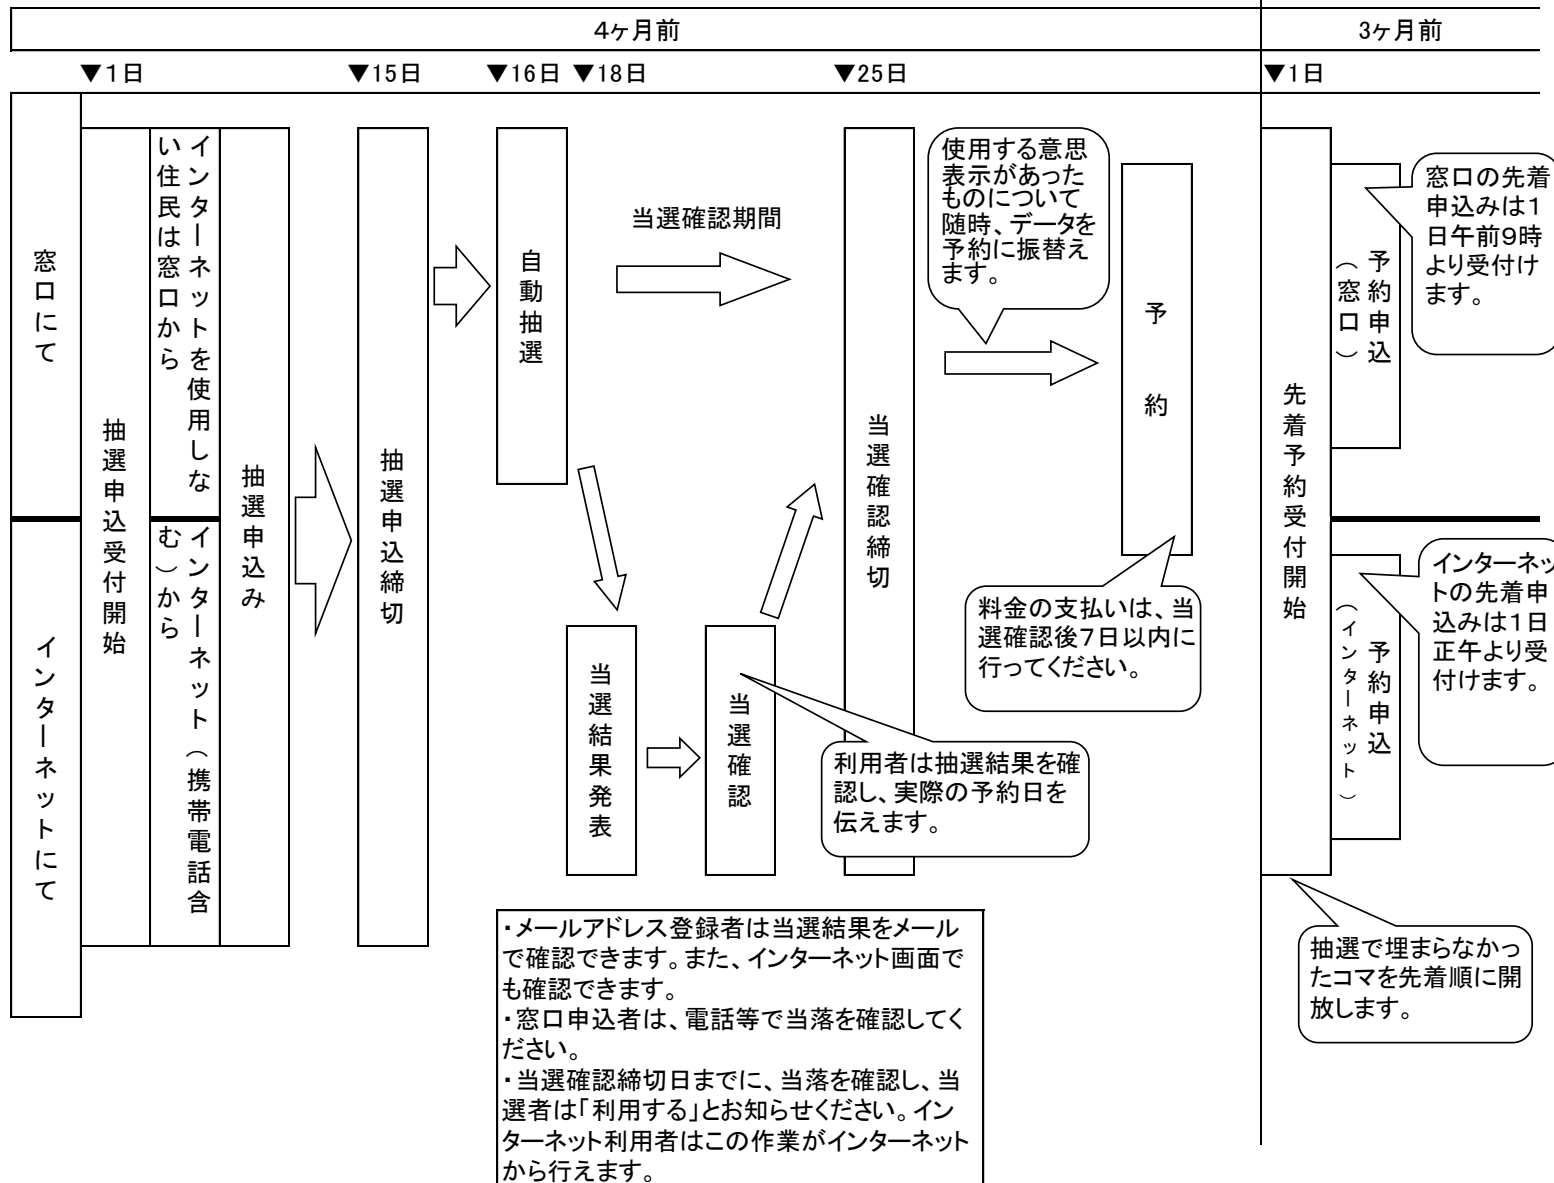 4ヶ月前
3ヶ月前
▼1日
▼15日
▼16日
▼18日
▼25日
▼1日
窓口にて
インターネットにて
抽選申込受付開始
インターネットを使用しな
い住民は窓口から
インターネット（携帯電話含
む）から
抽選申込み
抽選申込締切
自動抽選
当選確認期間
当選結果発表
当選確認
利用者は抽選結果を確
認し、実際の予約日を
伝えます。
当選確認締切
使用する意思
表示があった
ものについて
随時、データを
予約に振替え
ます。
予約
料金の支払いは、当
選確認後7日以内に
行ってください。
先着予約受付開始
予約申込
（窓口）
窓口の先着
申込みは1
日午前9時
より受付け
ます。
予約申込
（インターネット）
インターネッ
トの先着申
込みは1日
正午より受
付けます。
抽選で埋まらなかっ
たコマを先着順に開
放します。
・メールアドレス登録者は当選結果をメール
で確認できます。また、インターネット画面で
も確認できます。
・窓口申込者は、電話等で当落を確認してく
ださい。
・当選確認締切日までに、当落を確認し、当
選者は「利用する」とお知らせください。イン
ターネット利用者はこの作業がインターネット
から行えます。